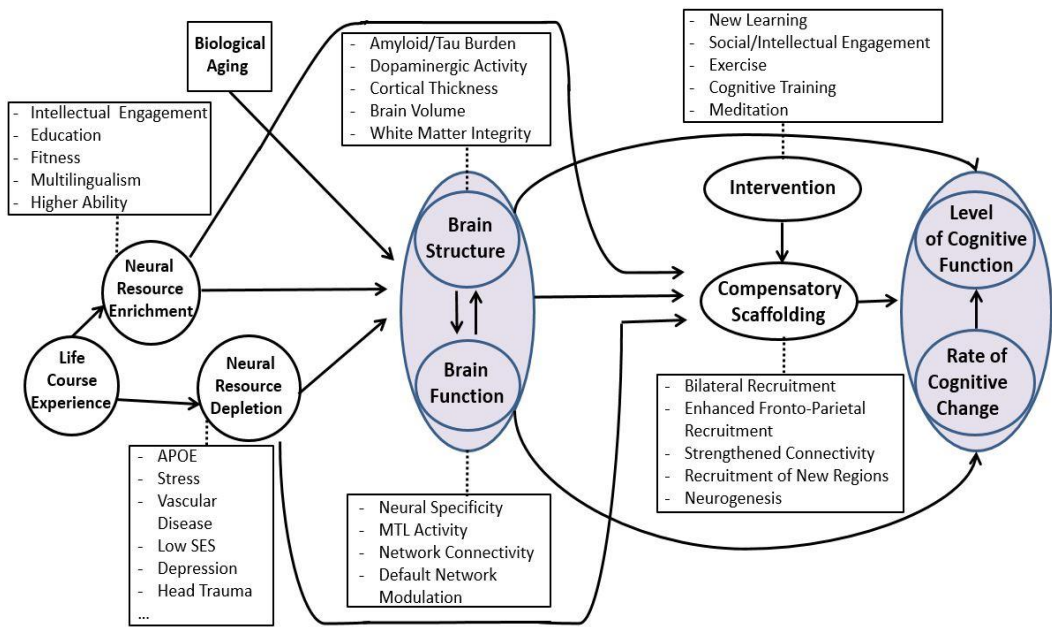 Biological
Aging
- Intellectual Engagement
- Education
- Fitness
- Multilingualism
- Higher Ability
- Amyloid/Tau Burden
- Dopaminergic Activity
- Cortical Thickness
- Brain Volume
- White Matter Integrity
- New Learning
- Social/Intellectual Engagement
- Exercise
- Cognitive Training
- Meditation
Neural
Resource
Enrichment
Life
Course
Experience
Neural
Resource
Depletion
Brain
Structure
Brain
Function
Intervention
Compensatory
Scaffolding
Level
of Cognitive
Function
Rate of
Cognitive
Change
- APOE
- Stress
- Vascular
Disease
- Low SES
- Depression
- Head Trauma
...
- Neural Specificity
- MTL Activity
- Network Connectivity
- Default Network
Modulation
- Bilateral Recruitment
- Enhanced Fronto-Parietal
Recruitment
- Strengthened Connectivity
- Recruitment of New Regions
- Neurogenesis